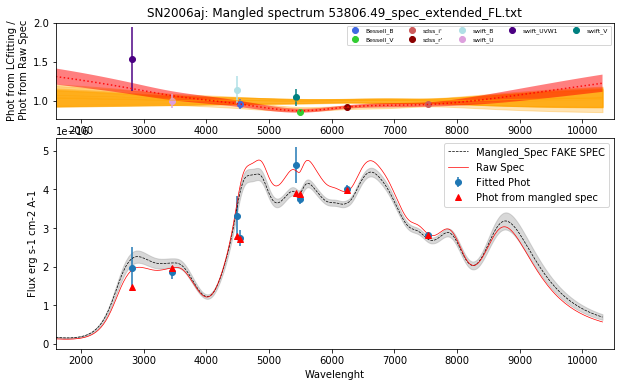 SN2006aj: Mangled spectrum 53806.49_spec_extended_FL.txt
Phot from LCfitting /
Phot from Raw Spec
2.0
1.5
1.0
Bessell_B
Bessell_V
sdss_i'
sdss_r'
swift_B
swift_U
swift_UVW1
swift_V
2000 3000 4000 5000 6000 7000 8000 9000 10000
Flux erg s-1 cm-2 A-1
5
4
3
2
1
0
Mangled_Spec FAKE SPEC
Raw Spec
Fitted Phot
Phot from mangled spec
2000 3000 4000 5000 6000 7000 8000 9000 10000
Wavelenght